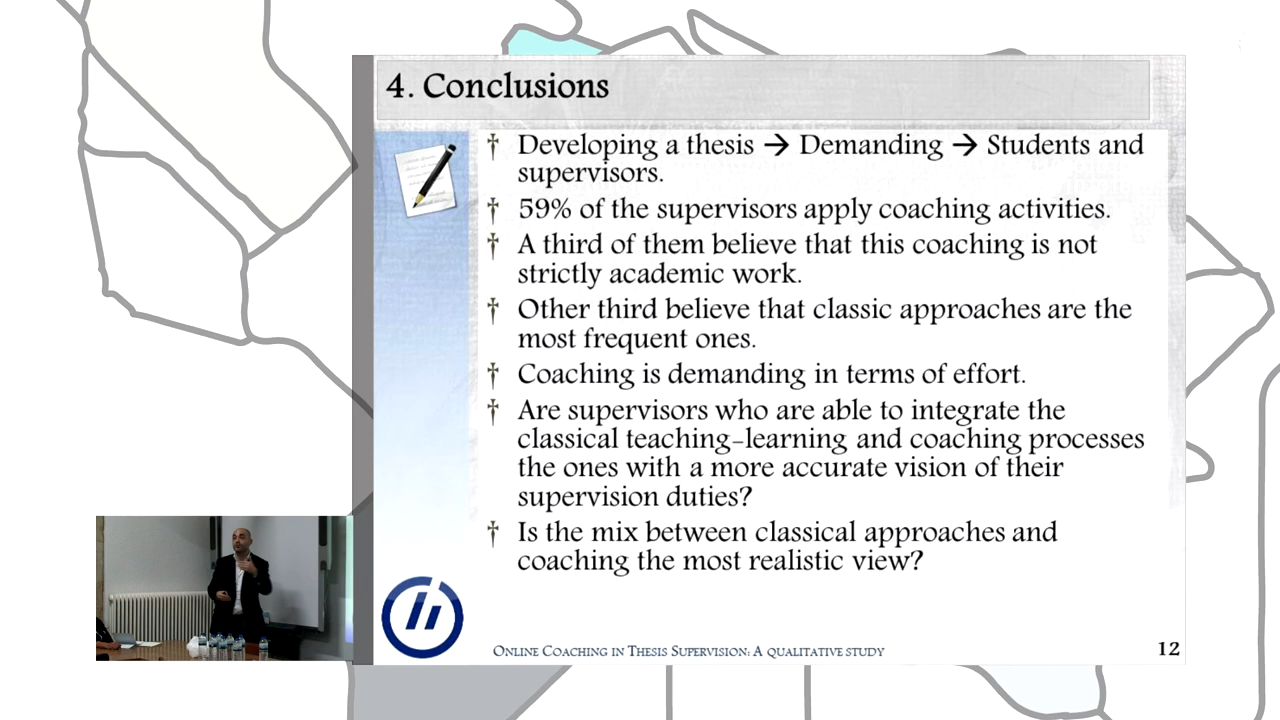 4. Conclusions
† Developing a thesis → Demanding → Students and
supervisors.
† 59% of the supervisors apply coaching activities.
† A third of them believe that this coaching is not
strictly academic work.
† Other third believe that classic approaches are the
most frequent ones.
† Coaching is demanding in terms of effort.
† Are supervisors who are able to integrate the
classical teaching-learning and coaching processes
the ones with a more accurate vision of their
supervision duties?
† Is the mix between classical approaches and
coaching the most realistic view?
Online Coaching in Thesis Supervision: A qualitative study
12